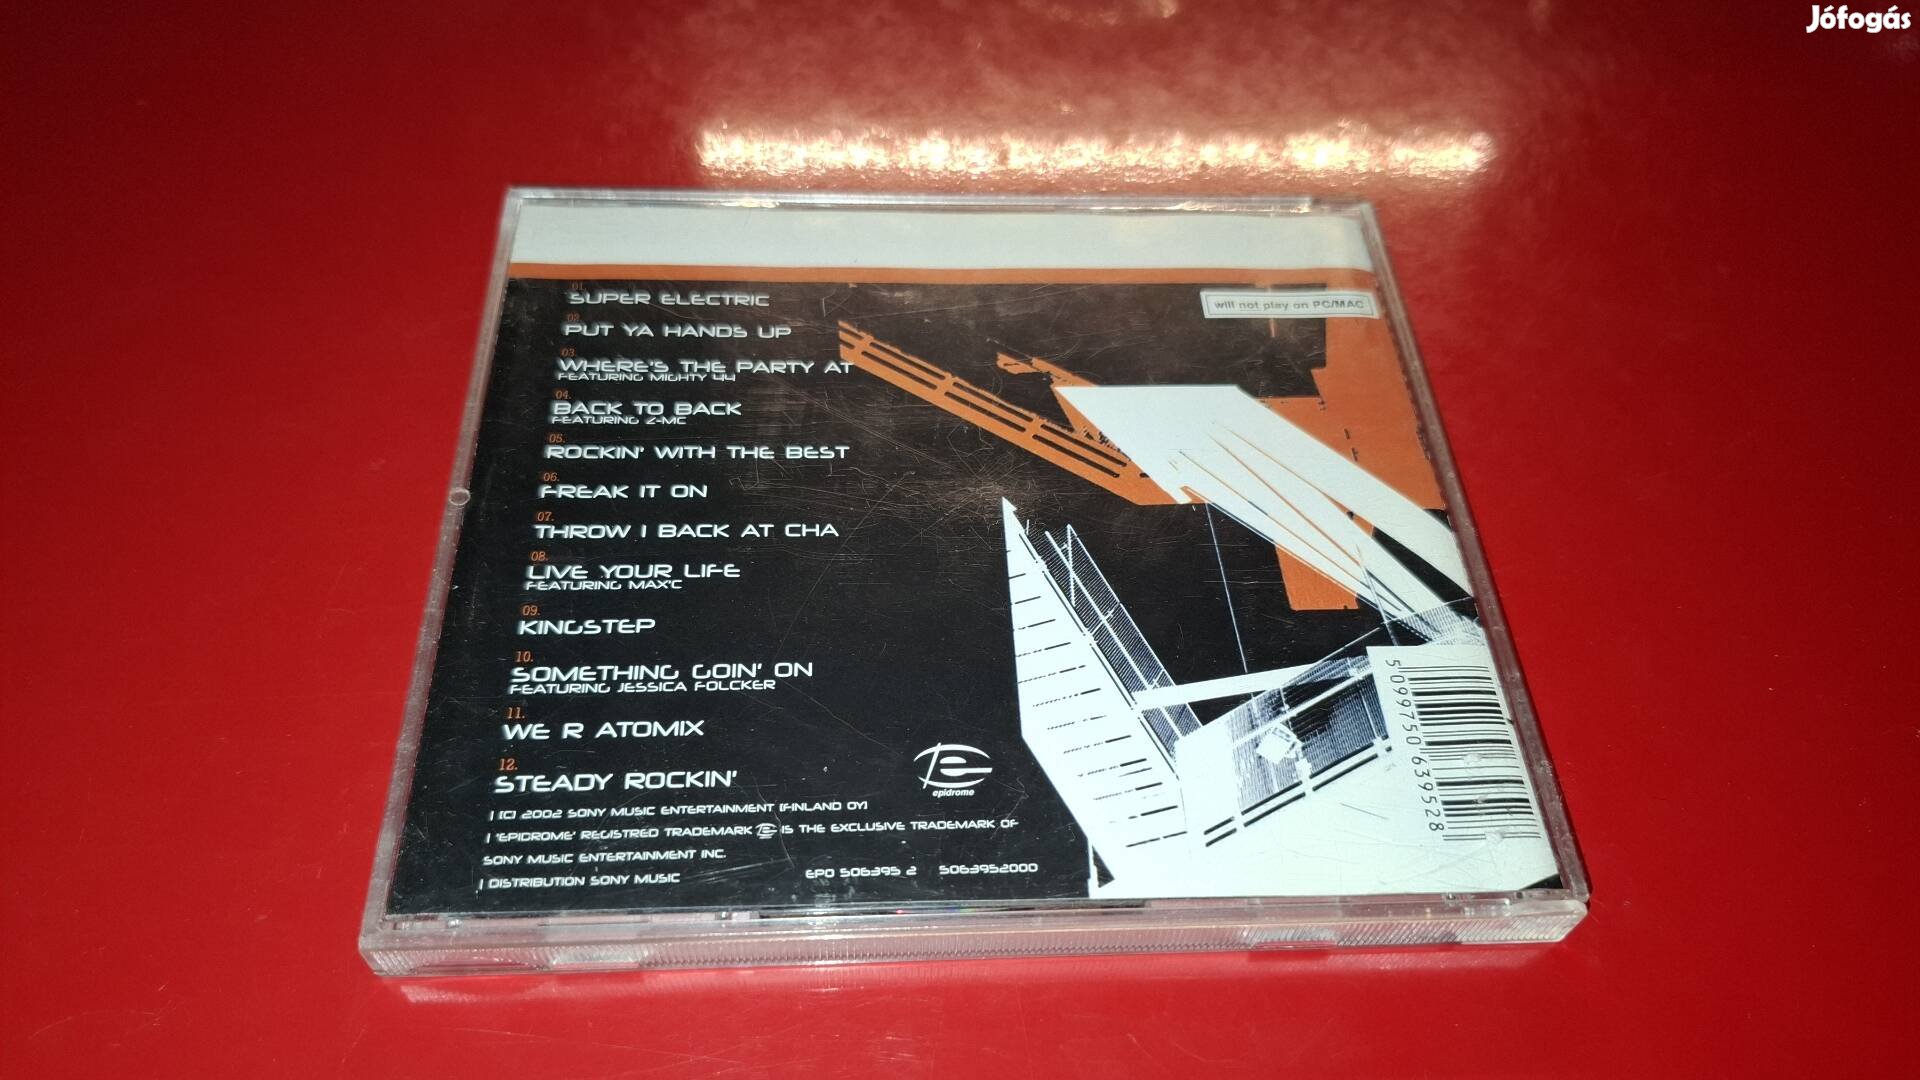 Jófogás
01.
SUPER ELECTRIC
will not play on PC/MAC
02.
PUT YA HANDS UP
03.
WHERE'S THE PARTY AT
FEATURING MIGHTY 44
04.
BACK TO BACK
FEATURING Z-MC
05.
ROCKIN' WITH THE BEST
06.
FREAK IT ON
07.
THROW I BACK AT CHA
08.
LIVE YOUR LIFE
FEATURING MAX'C
09.
KINGSTEP
10.
SOMETHING GOIN' ON
FEATURING JESSICA FOLCKER
11.
WE R ATOMIX
12.
STEADY ROCKIN'
epidrome
5 099750 639528
| (C) 2002 SONY MUSIC ENTERTAINMENT (FINLAND OY)
| 'EPIDROME' REGISTRED TRADEMARK E IS THE EXCLUSIVE TRADEMARK OF
SONY MUSIC ENTERTAINMENT INC.
| DISTRIBUTION SONY MUSIC
EPD 506395 2 5063952000